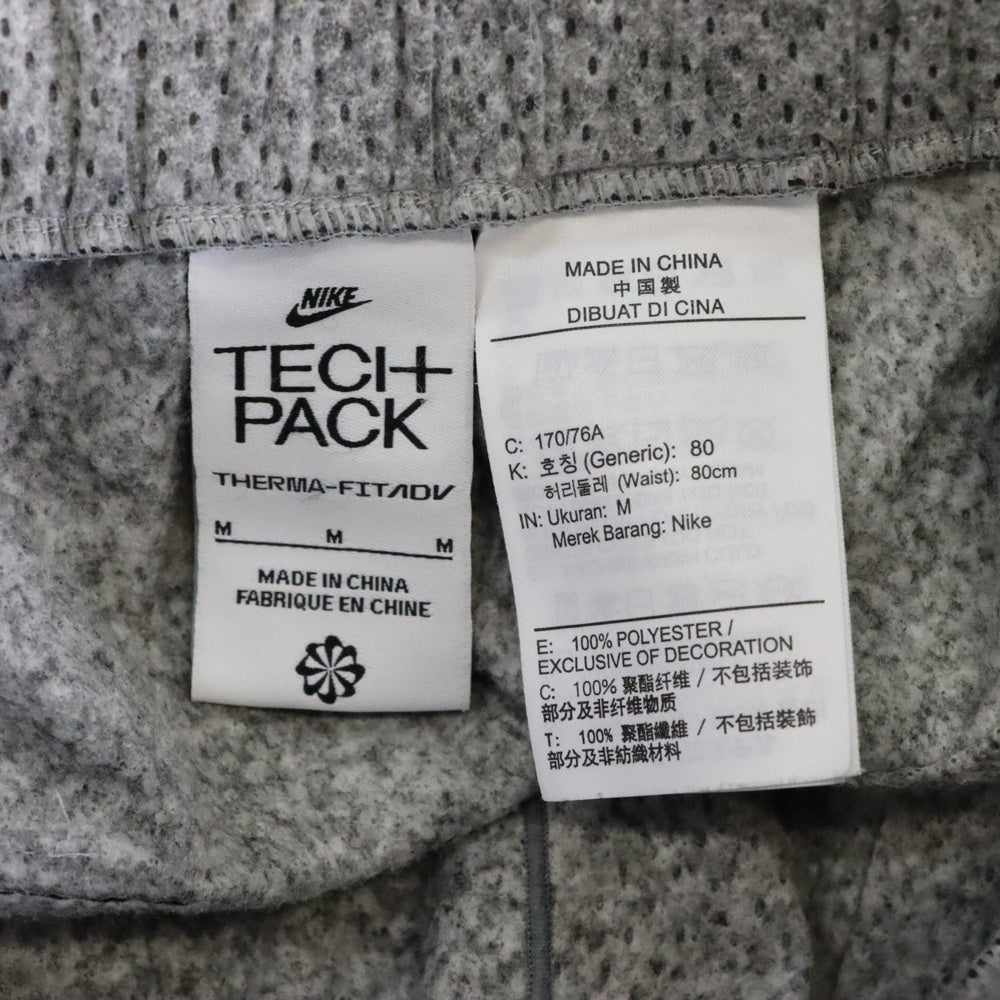 NIKE
TECH
PACK
THERMA-FIT ADV
M M M
MADE IN CHINA
FABRIQUE EN CHINE
MADE IN CHINA
中国製
DIBUAT DI CINA
C: 170/76A
K: 호칭 (Generic): 80
허리둘레 (Waist): 80cm
IN: Ukuran: M
Merek Barang: Nike
E: 100% POLYESTER /
EXCLUSIVE OF DECORATION
C: 100% 聚酯纤维 / 不包括装饰
部分及非纤维物质
T: 100% 聚酯纖維 / 不包括裝飾
部分及非紡織材料